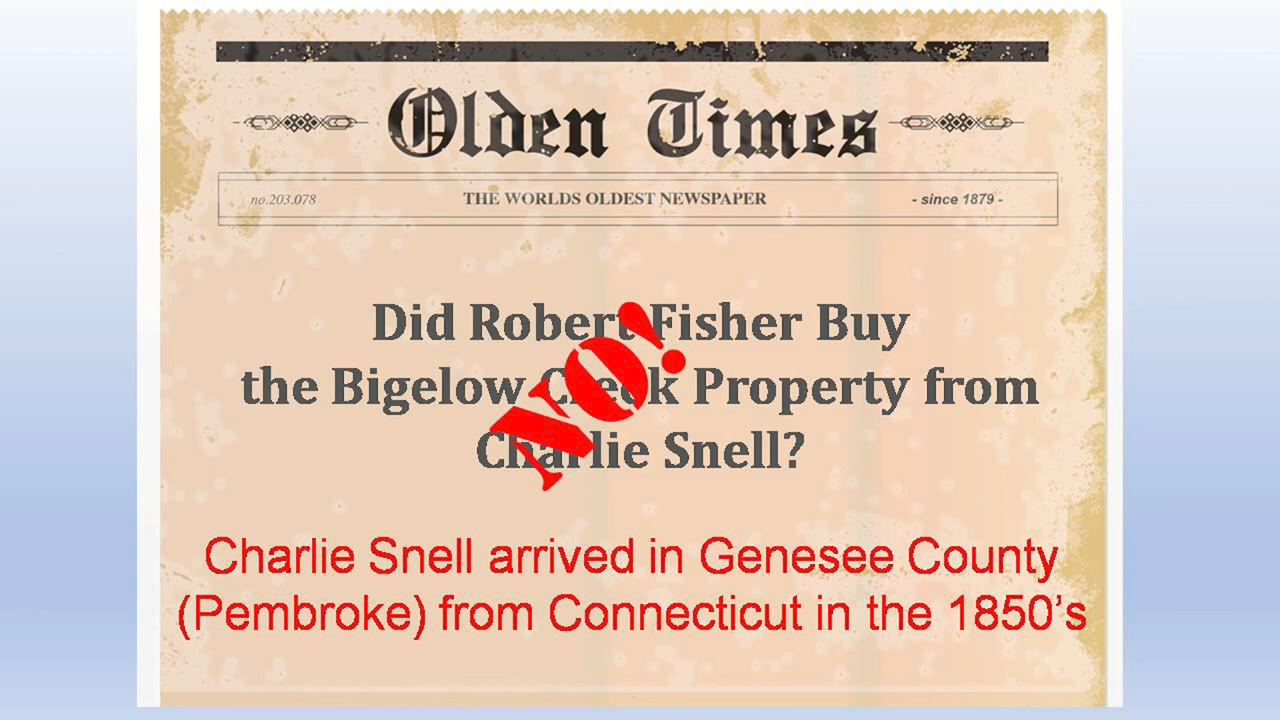 Olden Times
no.203.078 THE WORLDS OLDEST NEWSPAPER - since 1879 -
Did Robert Fisher Buy
the Bigelow Creek Property from
Charlie Snell?
NO!
Charlie Snell arrived in Genesee County
(Pembroke) from Connecticut in the 1850’s